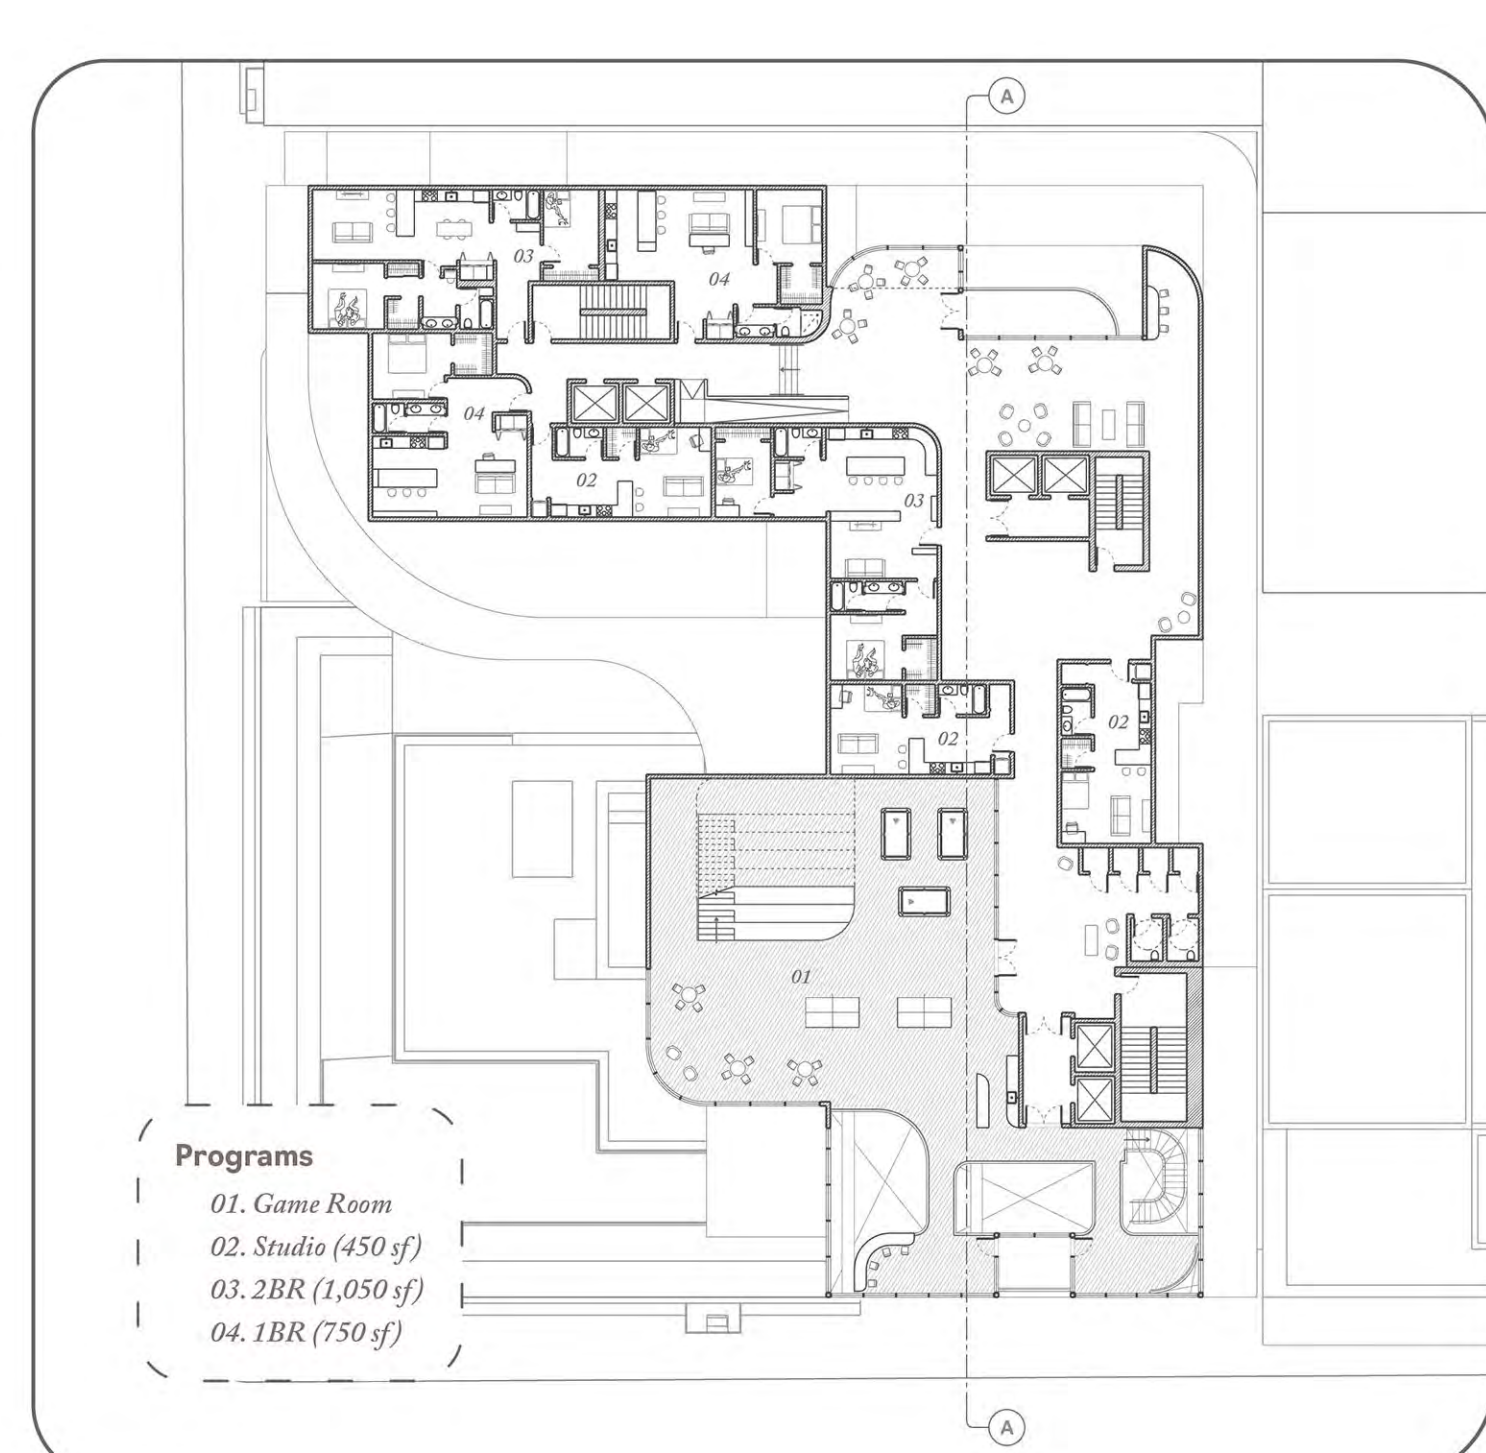 A
03
04
04
02
03
02
02
01
Programs
01. Game Room
02. Studio (450 sf)
03. 2BR (1,050 sf)
04. 1BR (750 sf)
A